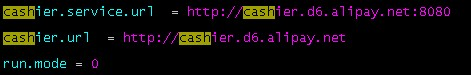 cashier.service.url  = http://cashier.d6.alipay.net:8080
cashier.url  = http://cashier.d6.alipay.net
run.mode = 0